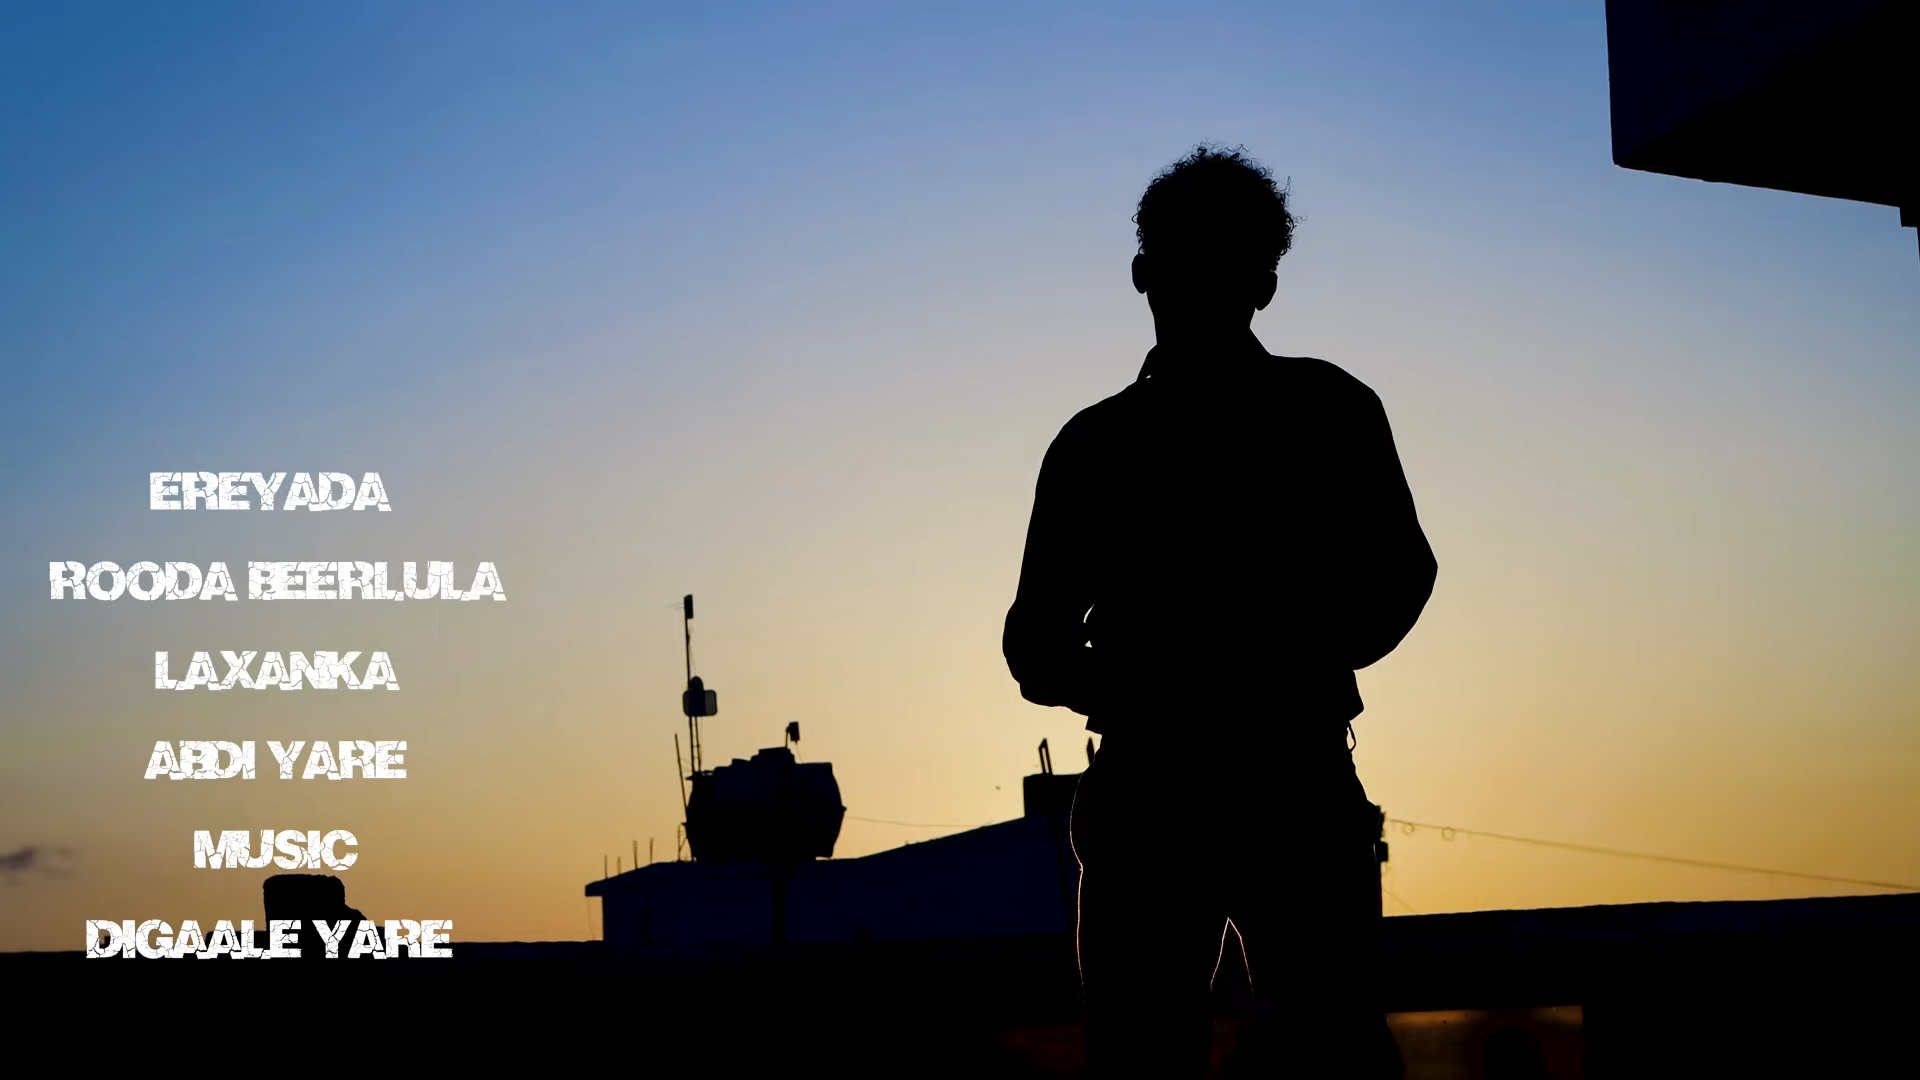 EREYADA
ROODA BEERLULA
LAXANKA
ABDI YARE
MUSIC
DIGAALE YARE